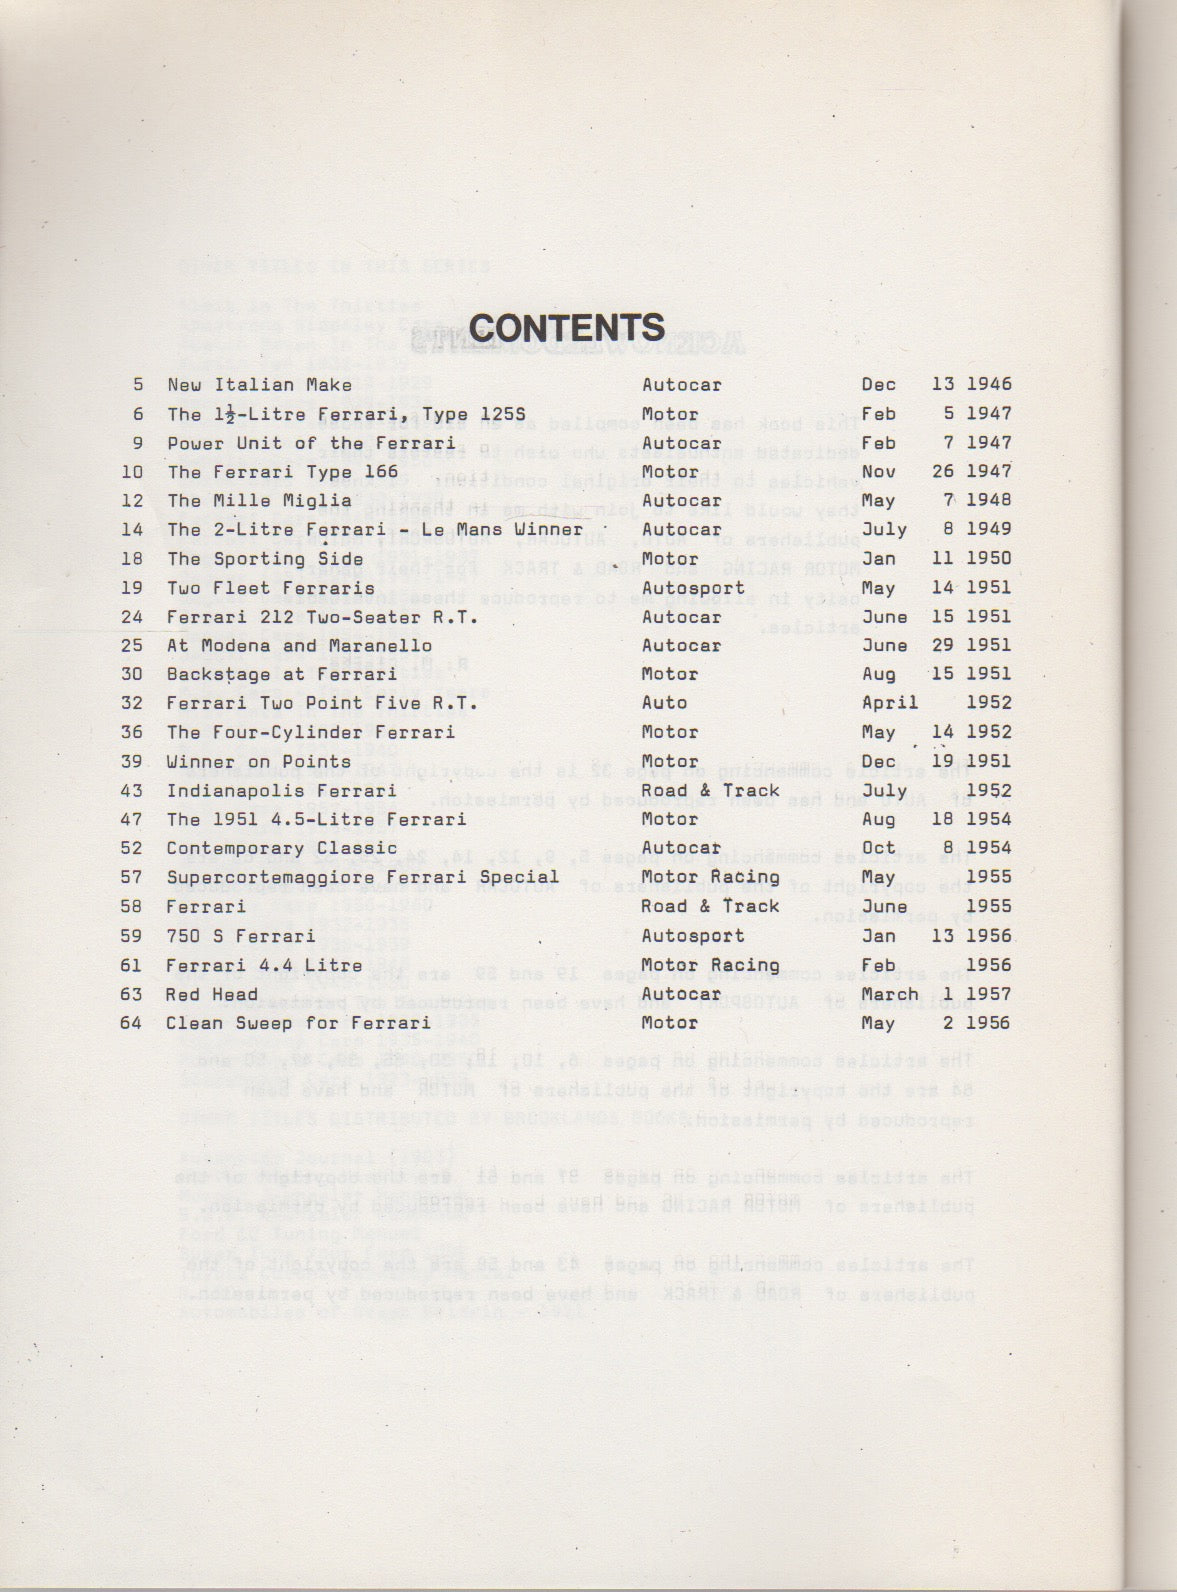 CONTENTS
5 New Italian Make Autocar Dec 13 1946
6 The 1½-Litre Ferrari, Type 125S Motor Feb 5 1947
9 Power Unit of the Ferrari Autocar Feb 7 1947
10 The Ferrari Type 166 Motor Nov 26 1947
12 The Mille Miglia Autocar May 7 1948
14 The 2-Litre Ferrari - Le Mans Winner Autocar July 8 1949
18 The Sporting Side Motor Jan 11 1950
19 Two Fleet Ferraris Autosport May 14 1951
24 Ferrari 212 Two-Seater R.T. Autocar June 15 1951
25 At Modena and Maranello Autocar June 29 1951
30 Backstage at Ferrari Motor Aug 15 1951
32 Ferrari Two Point Five R.T. Auto April 1952
36 The Four-Cylinder Ferrari Motor May 14 1952
39 Winner on Points Motor Dec 19 1951
43 Indianapolis Ferrari Road & Track July 1952
47 The 1951 4.5-Litre Ferrari Motor Aug 18 1954
52 Contemporary Classic Autocar Oct 8 1954
57 Supercortemaggiore Ferrari Special Motor Racing May 1955
58 Ferrari Road & Track June 1955
59 750 S Ferrari Autosport Jan 13 1956
61 Ferrari 4.4 Litre Motor Racing Feb 1956
63 Red Head Autocar March 1 1957
64 Clean Sweep for Ferrari Motor May 2 1956